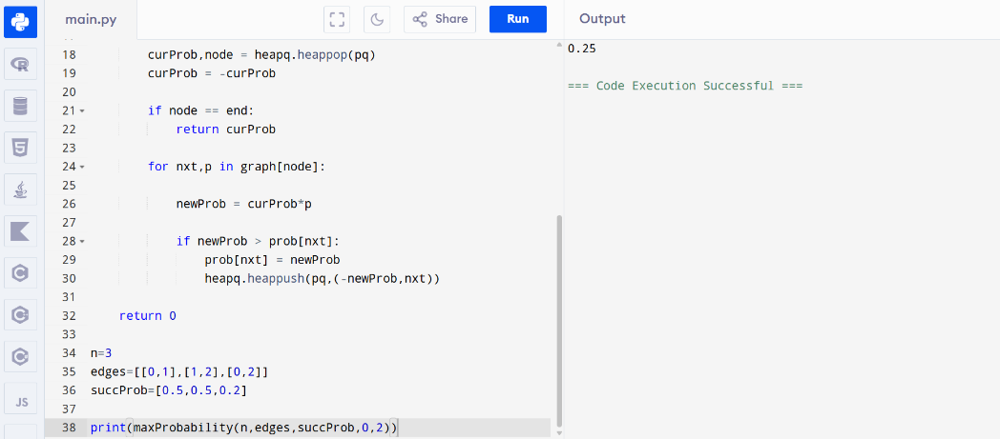 main.py
Share
Run
Output
18 curProb,node = heapq.heappop(pq)
19 curProb = -curProb
20
21 if node == end:
22 return curProb
23
24 for nxt,p in graph[node]:
25
26 newProb = curProb*p
27
28 if newProb > prob[nxt]:
29 prob[nxt] = newProb
30 heapq.heappush(pq,(-newProb,nxt))
31
32 return 0
33
34 n=3
35 edges=[[0,1],[1,2],[0,2]]
36 succProb=[0.5,0.5,0.2]
37
38 print(maxProbability(n,edges,succProb,0,2))
0.25
=== Code Execution Successful ===
R
5
C
C
C
JS